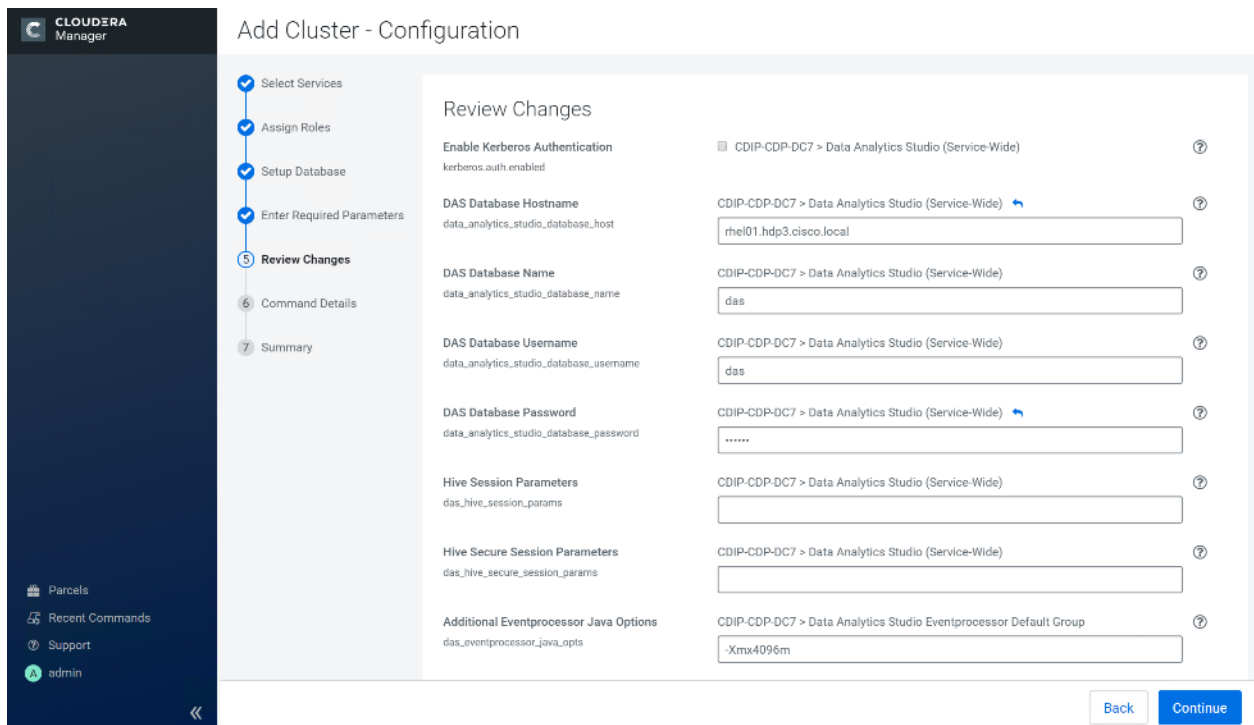 CLOUDERA
Manager
Add Cluster - Configuration
Select Services
Assign Roles
Setup Database
Enter Required Parameters
5 Review Changes
6 Command Details
7 Summary
Review Changes
Enable Kerberos Authentication
kerberos.auth.enabled
CDIP-CDP-DC7 > Data Analytics Studio (Service-Wide)
DAS Database Hostname
data_analytics_studio_database_host
CDIP-CDP-DC7 > Data Analytics Studio (Service-Wide)
rhel01.hdp3.cisco.local
DAS Database Name
data_analytics_studio_database_name
CDIP-CDP-DC7 > Data Analytics Studio (Service-Wide)
das
DAS Database Username
data_analytics_studio_database_username
CDIP-CDP-DC7 > Data Analytics Studio (Service-Wide)
das
DAS Database Password
data_analytics_studio_database_password
CDIP-CDP-DC7 > Data Analytics Studio (Service-Wide)
••••••
Hive Session Parameters
das_hive_session_params
CDIP-CDP-DC7 > Data Analytics Studio (Service-Wide)
Hive Secure Session Parameters
das_hive_secure_session_params
CDIP-CDP-DC7 > Data Analytics Studio (Service-Wide)
Additional Eventprocessor Java Options
das_eventprocessor_java_opts
CDIP-CDP-DC7 > Data Analytics Studio Eventprocessor Default Group
-Xmx4096m
Parcels
Recent Commands
Support
A admin
Back
Continue